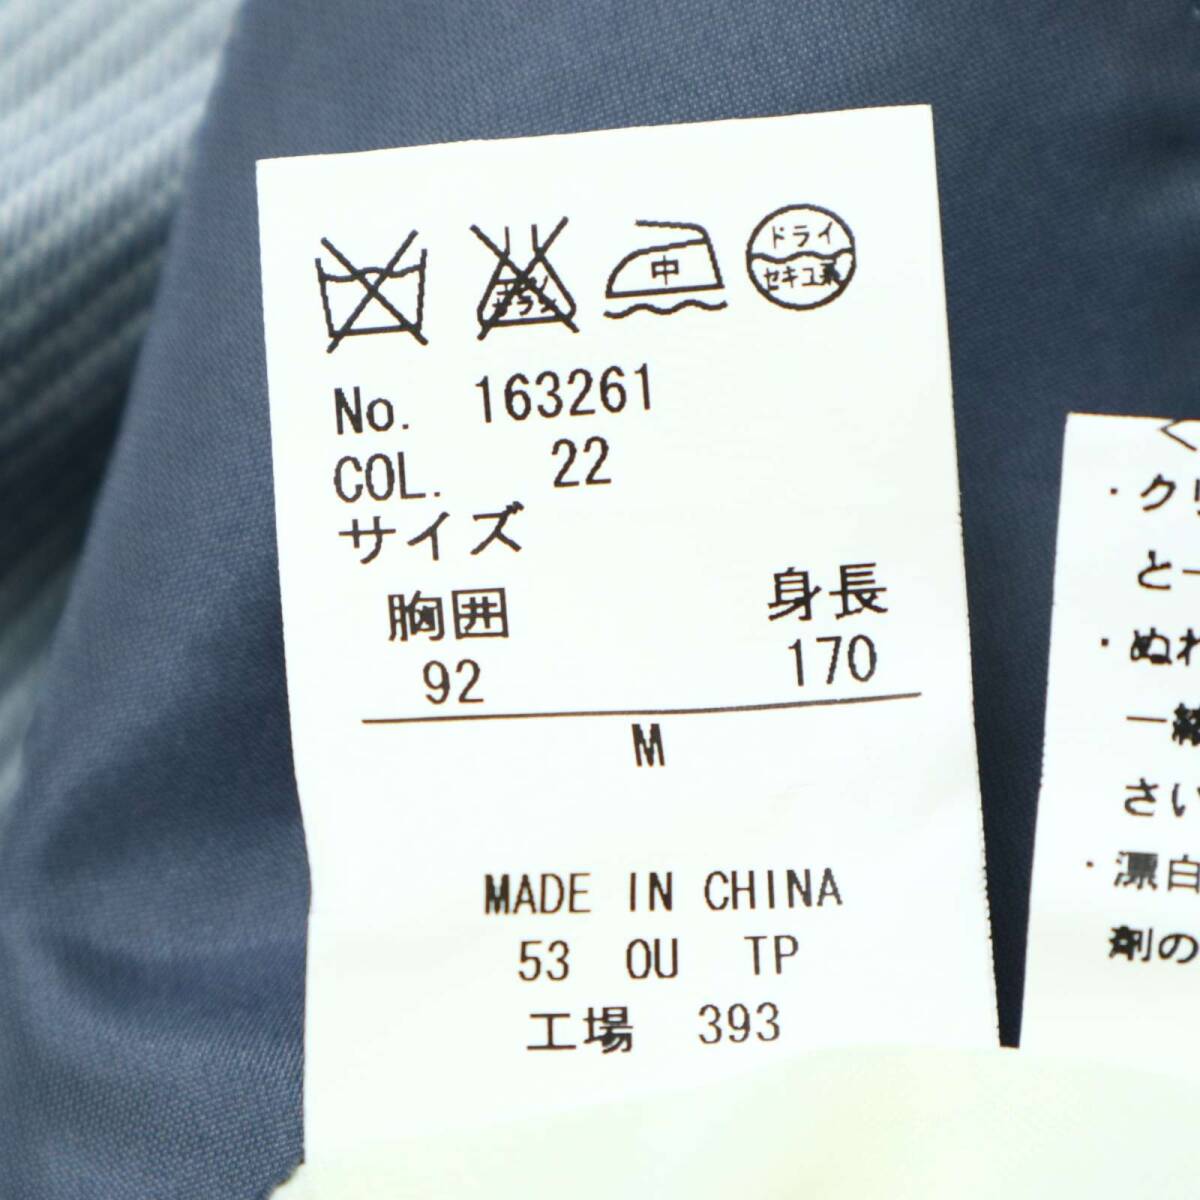 中
ドライ
セキユ系
No. 163261
COL. 22
サイズ
胸囲 身長
92 170
M
MADE IN CHINA
53 OU TP
工場 393
・ク
と
・ぬれ
一緒
さい
・漂白
剤の